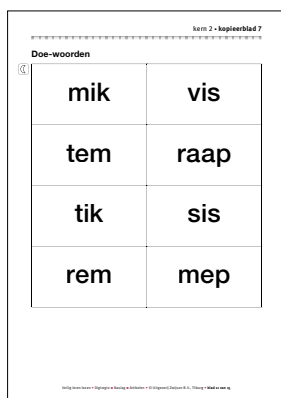 kern 2 • kopieerblad 7
Doe-woorden
mik vis
tem raap
tik sis
rem mep